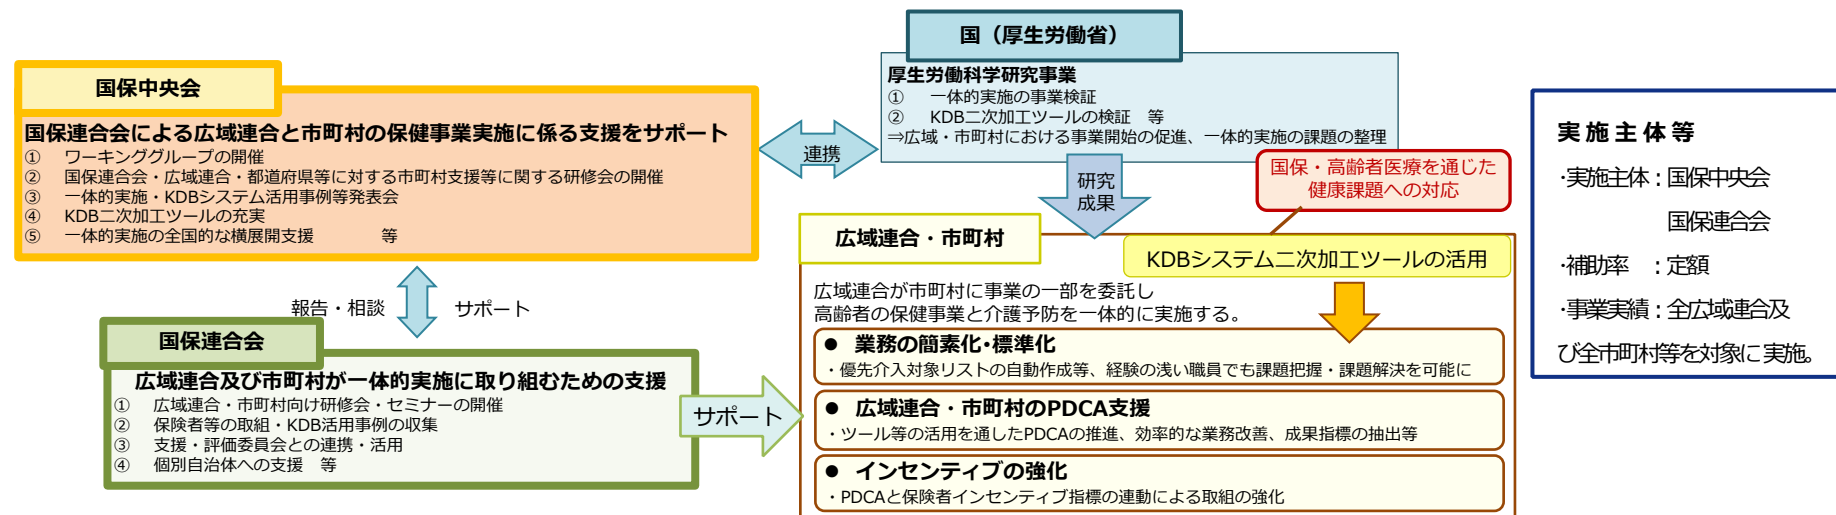 国（厚生労働省）
厚生労働科学研究事業
① 一体的実施の事業検証
② KDB二次加工ツールの検証 等
⇒広域・市町村における事業開始の促進、一体的実施の課題の整理
国保中央会
国保連合会による広域連合と市町村の保健事業実施に係る支援をサポート
① ワーキンググループの開催
② 国保連合会・広域連合・都道府県等に対する市町村支援等に関する研修会の開催
③ 一体的実施・KDBシステム活用事例等発表会
④ KDB二次加工ツールの充実
⑤ 一体的実施の全国的な横展開支援 等
連携
研究
成果
国保・高齢者医療を通じた
健康課題への対応
報告・相談
サポート
国保連合会
広域連合及び市町村が一体的実施に取り組むための支援
① 広域連合・市町村向け研修会・セミナーの開催
② 保険者等の取組・KDB活用事例の収集
③ 支援・評価委員会との連携・活用
④ 個別自治体への支援 等
サポート
広域連合・市町村
KDBシステム二次加工ツールの活用
広域連合が市町村に事業の一部を委託し
高齢者の保健事業と介護予防を一体的に実施する。
● 業務の簡素化・標準化
・優先介入対象リストの自動作成等、経験の浅い職員でも課題把握・課題解決を可能に
● 広域連合・市町村のPDCA支援
・ツール等の活用を通したPDCAの推進、効率的な業務改善、成果指標の抽出等
● インセンティブの強化
・PDCAと保険者インセンティブ指標の連動による取組の強化
実施主体等
・実施主体：国保中央会
国保連合会
・補助率 ：定額
・事業実績：全広域連合及
び全市町村等を対象に実施。